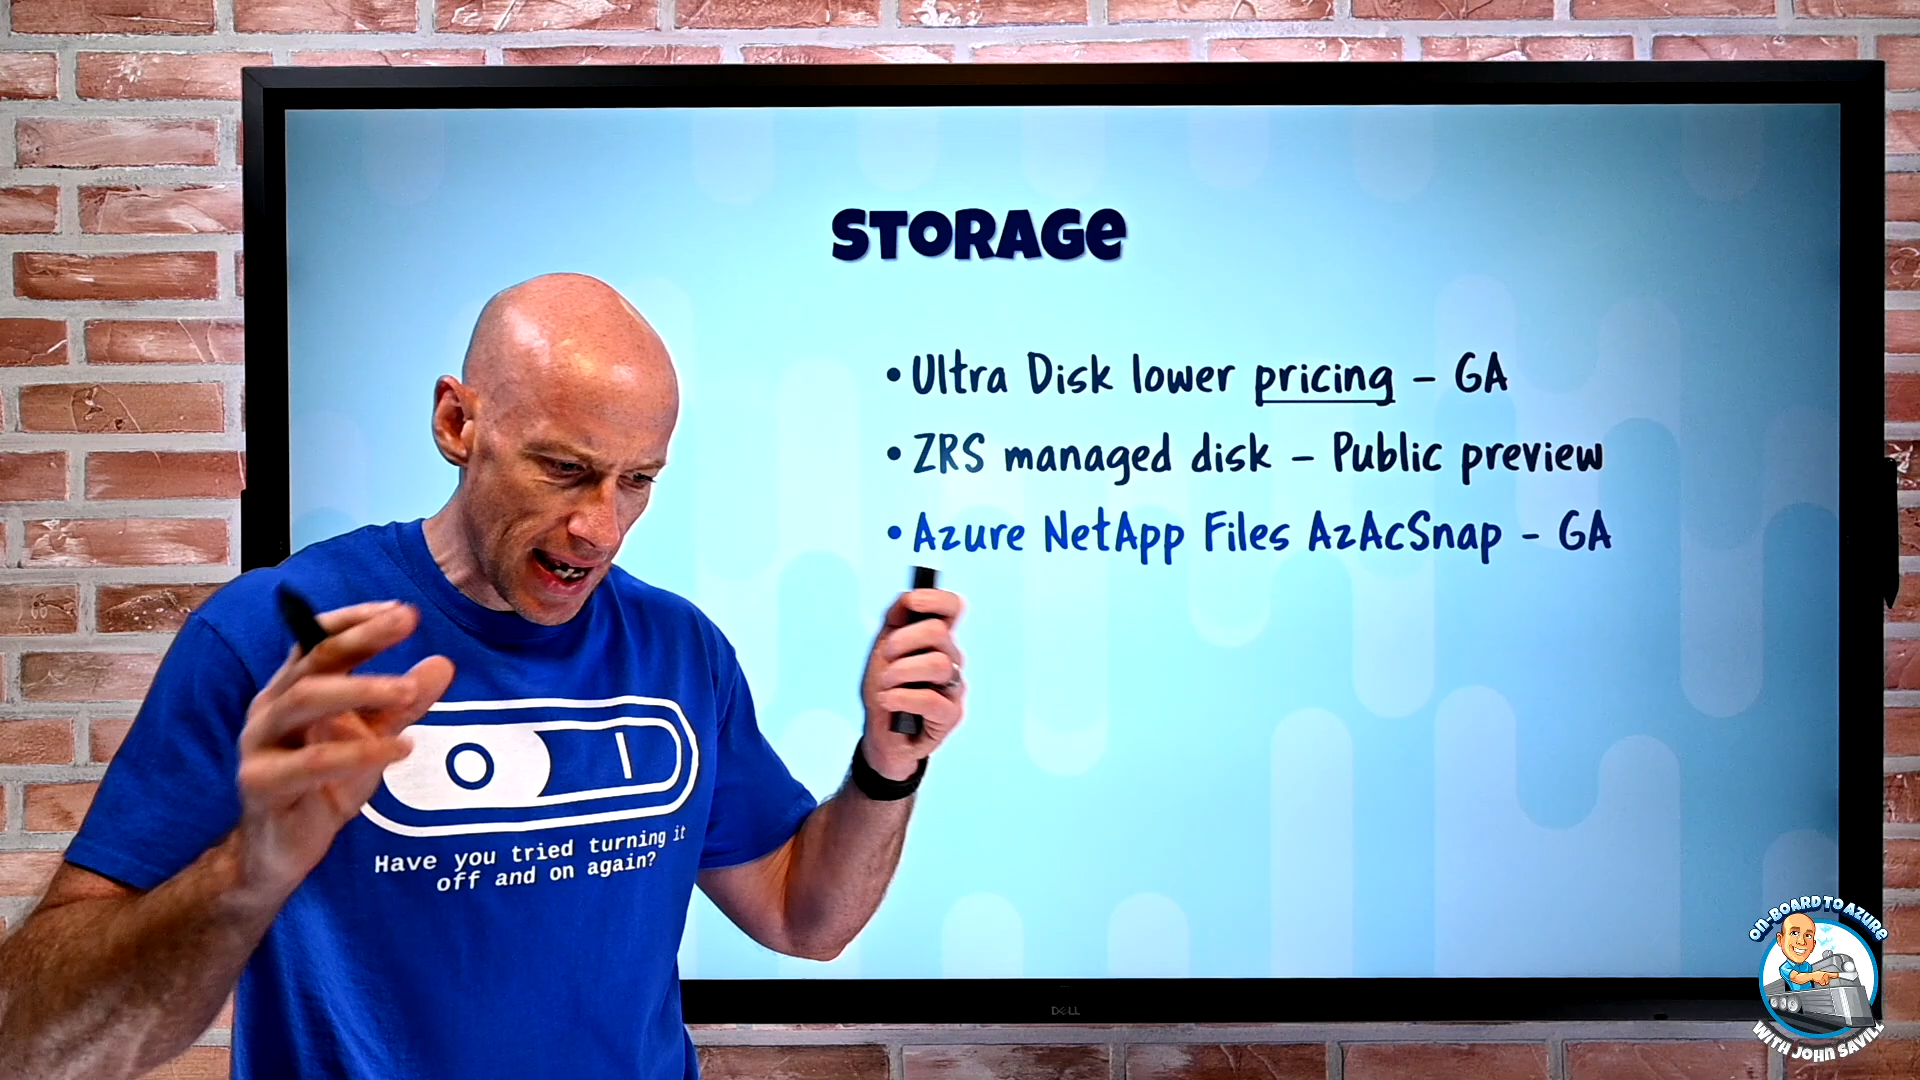 STORAGE
•Ultra Disk lower pricing – GA
•ZRS managed disk – Public preview
•Azure NetApp Files AzAcSnap - GA
O I
Have you tried turning it
off and on again?
DELL
ON-BOARD TO AZURE
WITH JOHN SAVILL